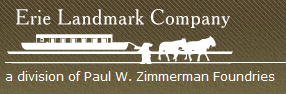 Erie Landmark Company
a division of Paul W. Zimmerman Foundries